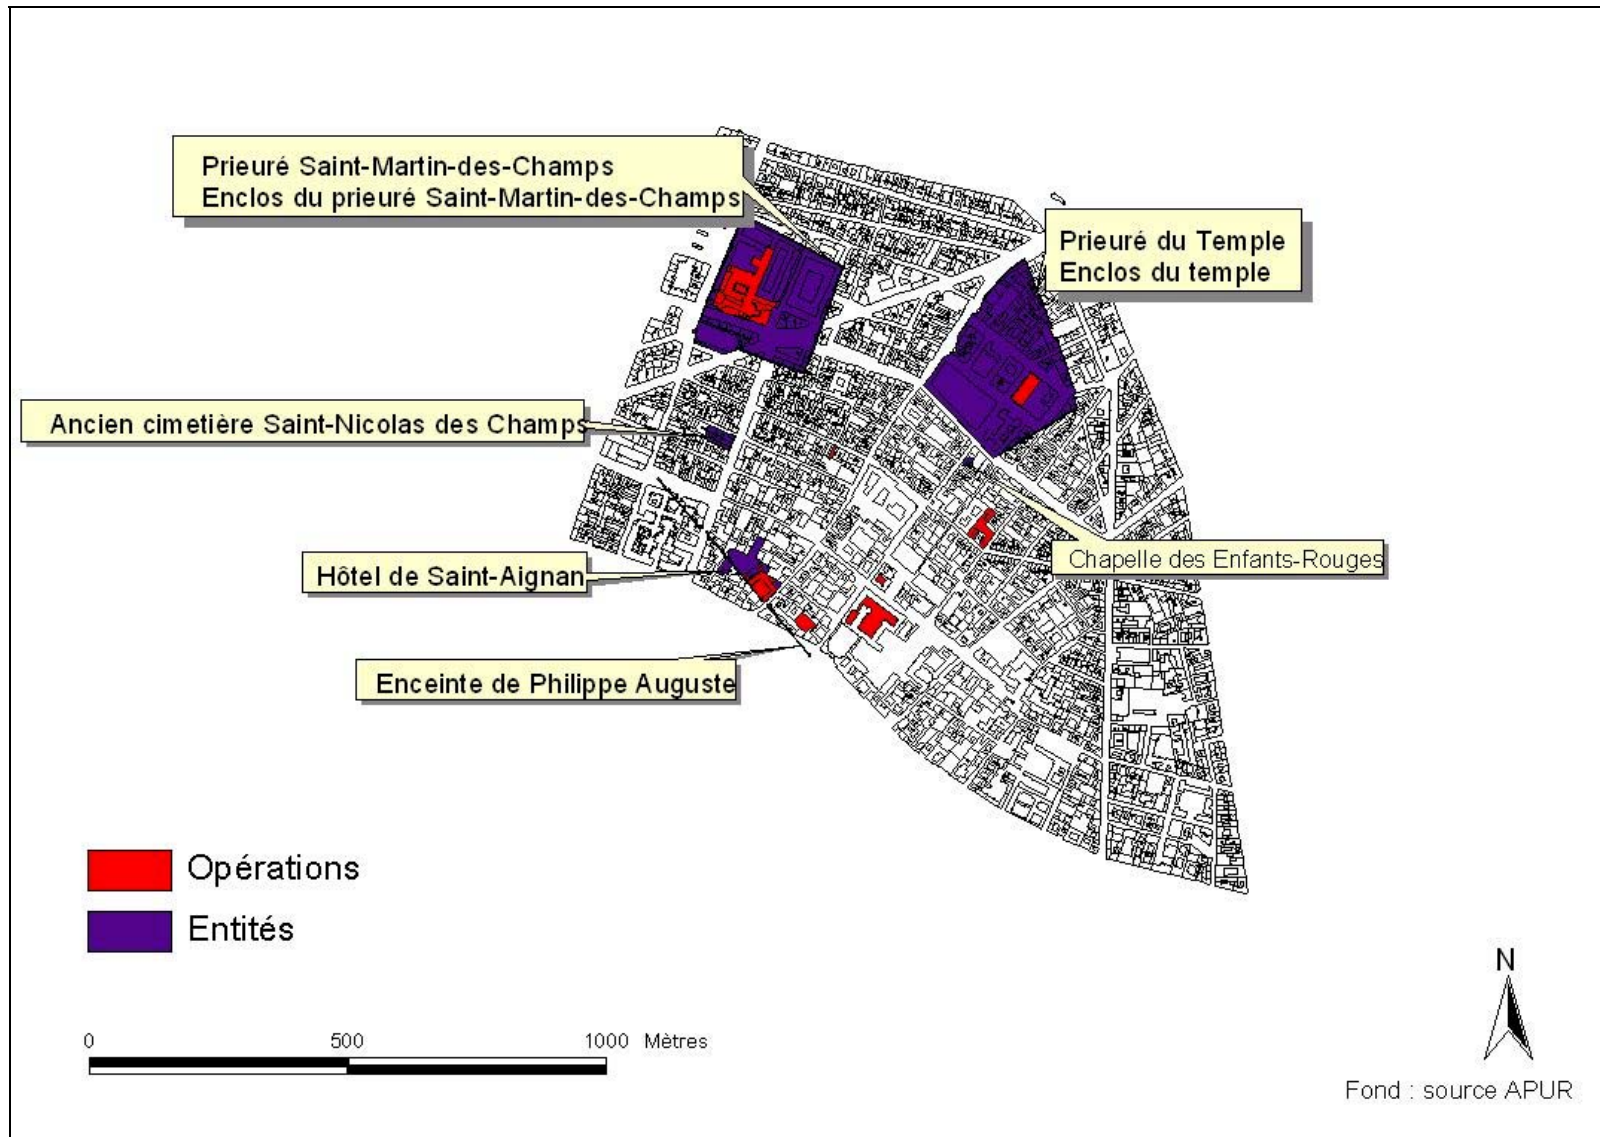 Prieuré Saint-Martin-des-Champs
Enclos du prieuré Saint-Martin-des-Champs
Prieuré du Temple
Enclos du temple
Ancien cimetière Saint-Nicolas des Champs
Chapelle des Enfants-Rouges
Hôtel de Saint-Aignan
Enceinte de Philippe Auguste
Opérations
Entités
N
0 500 1000 Mètres
Fond : source APUR